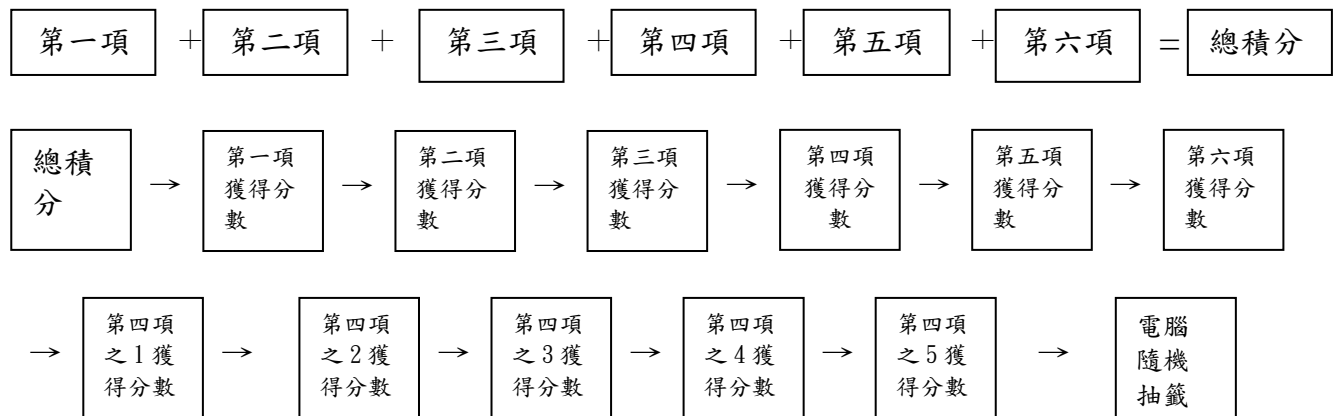 第一項 + 第二項 + 第三項 + 第四項 + 第五項 + 第六項 = 總積分
總積
分
→
第一項
獲得分
數
→
第二項
獲得分
數
→
第三項
獲得分
數
→
第四項
獲得分
數
→
第五項
獲得分
數
→
第六項
獲得分
數
→
第四項
之1獲
得分數
→
第四項
之2獲
得分數
→
第四項
之3獲
得分數
→
第四項
之4獲
得分數
→
第四項
之5獲
得分數
→
電腦
隨機
抽籤